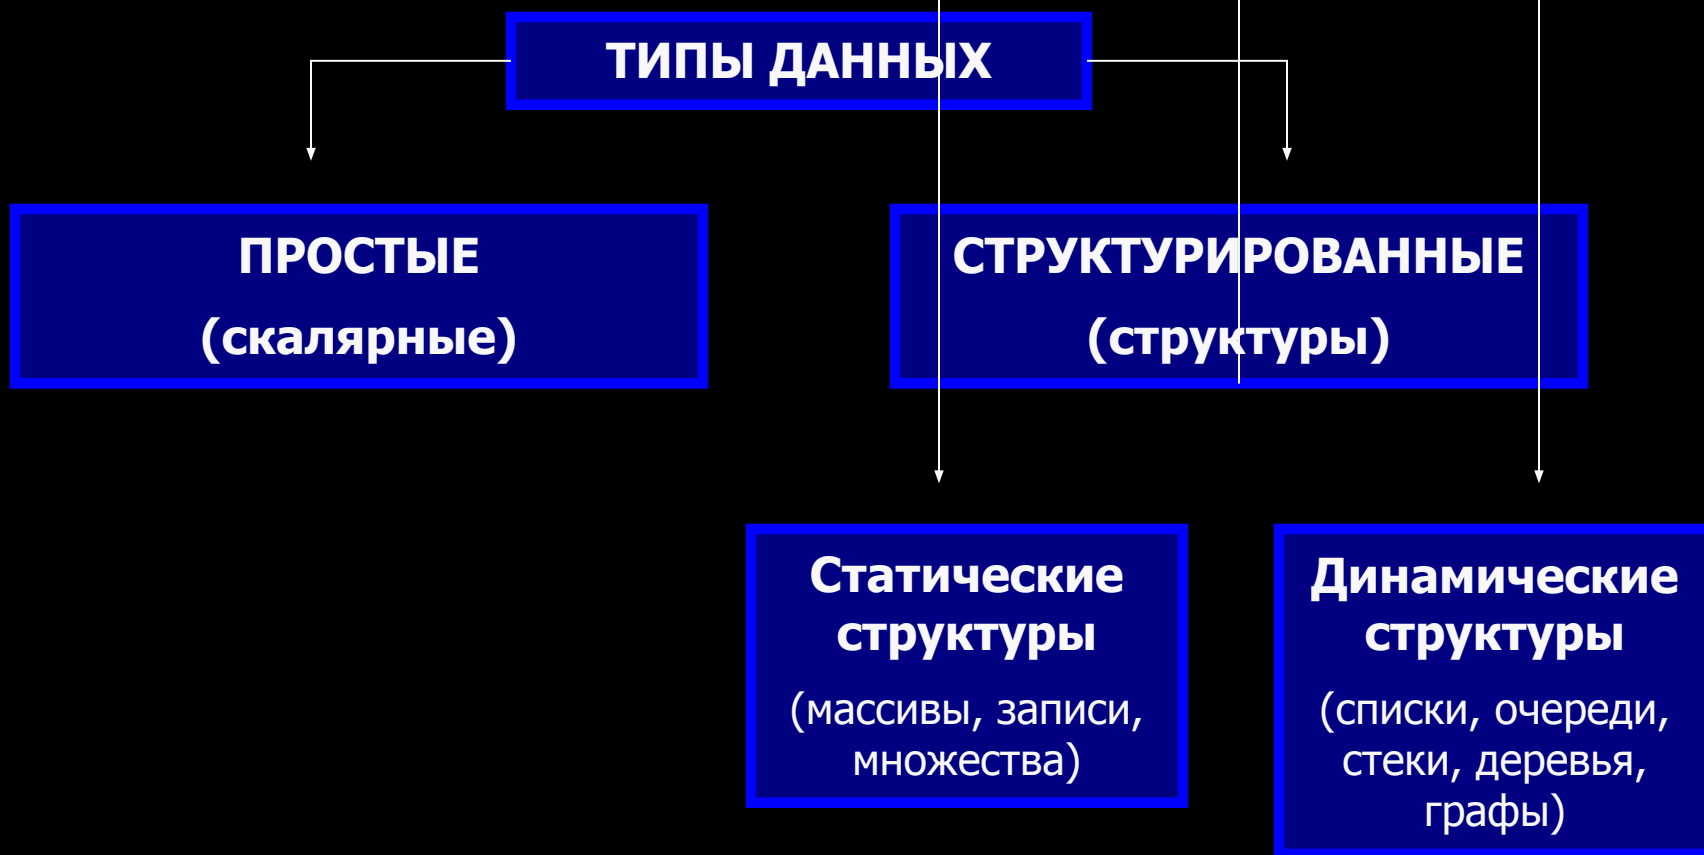 ТИПЫ ДАННЫХ
ПРОСТЫЕ
(скалярные)
СТРУКТУРИРОВАННЫЕ
(структуры)
Статические
структуры
(массивы, записи,
множества)
Динамические
структуры
(списки, очереди,
стеки, деревья,
графы)